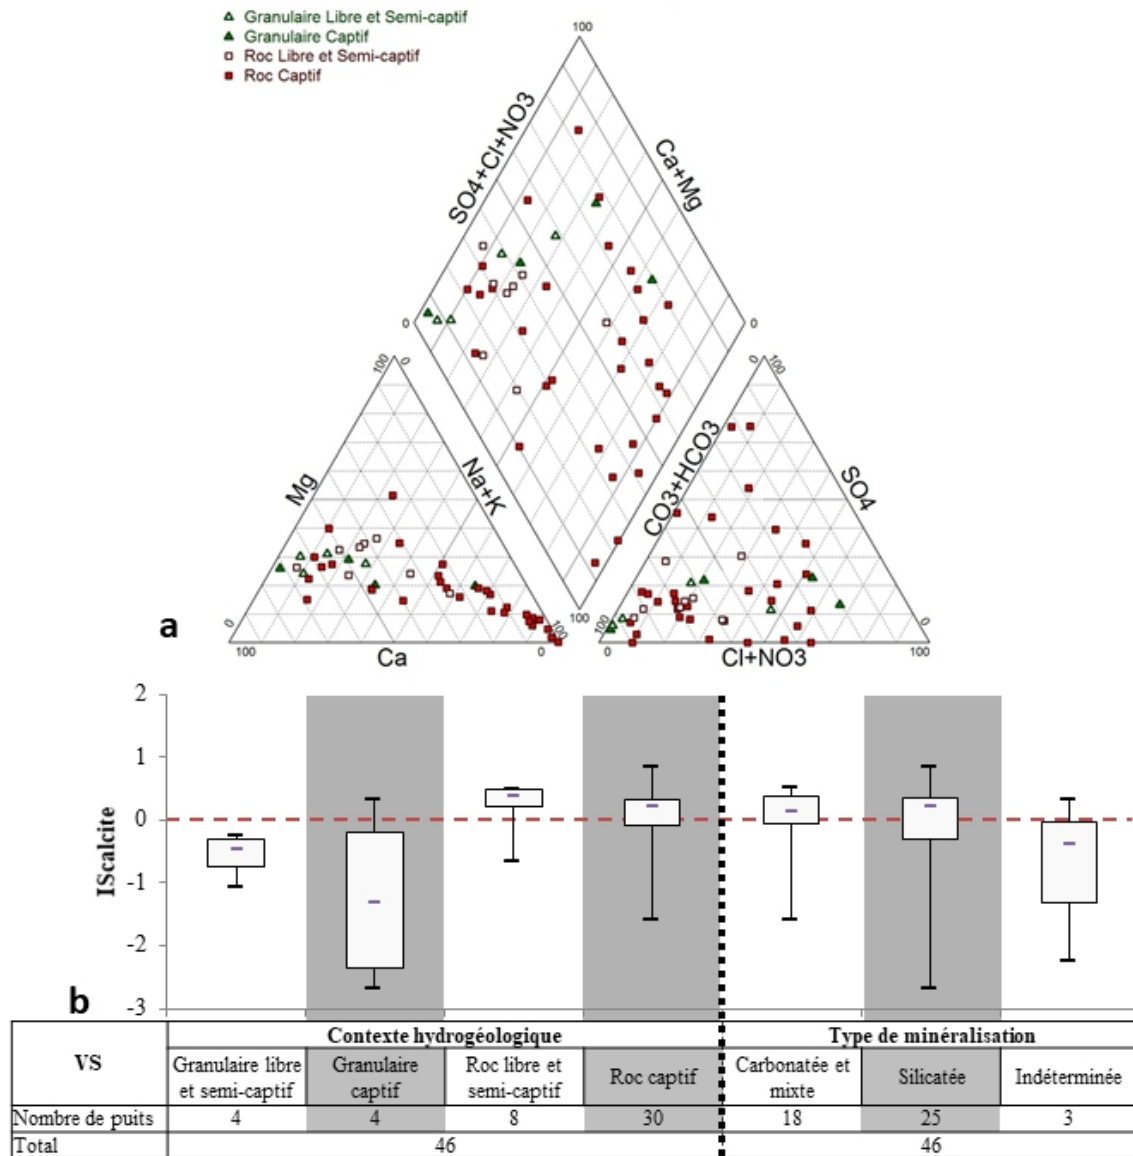 Granulaire Libre et Semi-captif
Granulaire Captif
Roc Libre et Semi-captif
Roc Captif
100
SO4+Cl+NO3
Ca+Mg
0
0
100
0
100
0
Mg
Na+K
CO3+HCO3
SO4
100
a
0
100
100
0
Ca
100
0
0
100
Cl+NO3
2
1
0
-1
-2
-3
IScalcite
b
VS
Contexte hydrogéologique
Type de minéralisation
Granulaire libre et semi-captif
Granulaire captif
Roc libre et semi-captif
Roc captif
Carbonatée et mixte
Silicatée
Indéterminée
Nombre de puits 4 4 8 30 18 25 3
Total 46 46